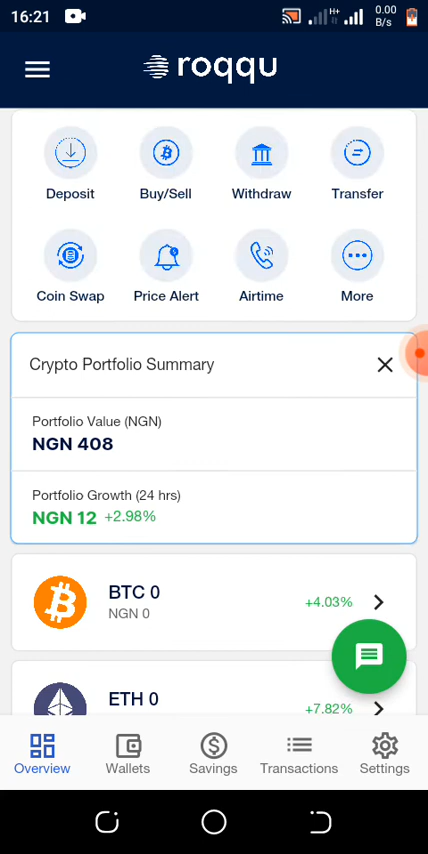 16:21 H+ 0.00
B/s
roqqu
Deposit Buy/Sell Withdraw Transfer
Coin Swap Price Alert Airtime More
Crypto Portfolio Summary
Portfolio Value (NGN)
NGN 408
Portfolio Growth (24 hrs)
NGN 12 +2.98%
BTC 0
NGN 0
+4.03%
ETH 0
+7.82%
Overview Wallets Savings Transactions Settings